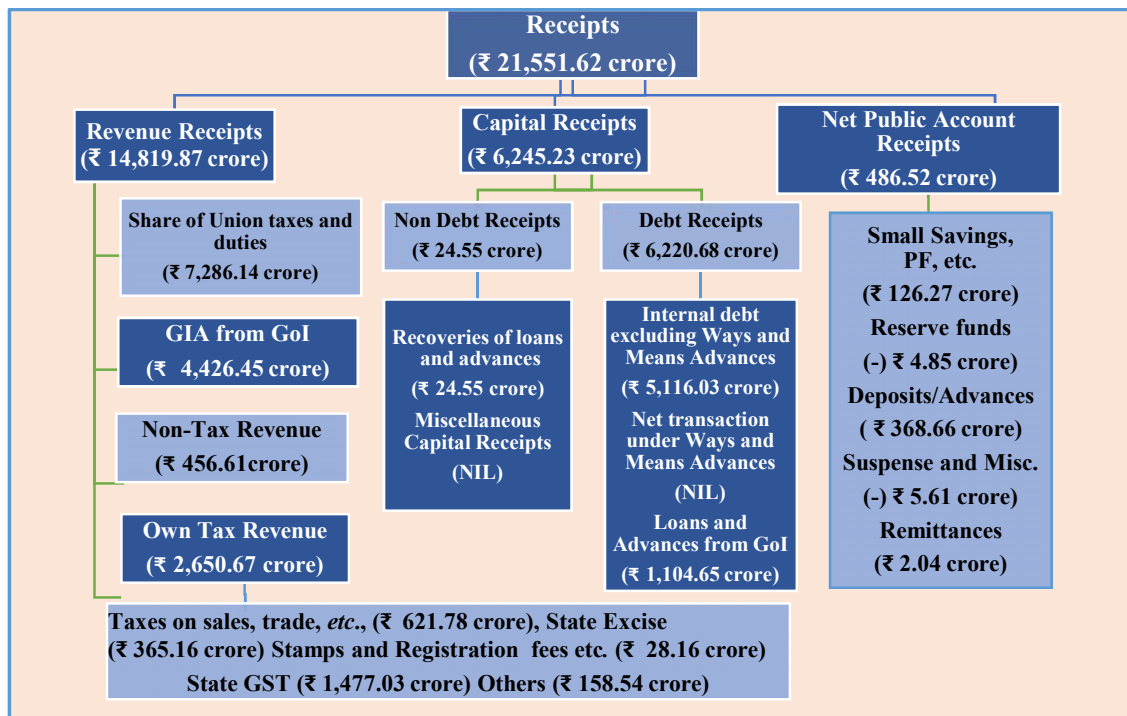 Receipts
(₹ 21,551.62 crore)
Revenue Receipts
(₹ 14,819.87 crore)
Share of Union taxes and
duties
(₹ 7,286.14 crore)
GIA from GoI
(₹ 4,426.45 crore)
Non-Tax Revenue
(₹ 456.61crore)
Own Tax Revenue
(₹ 2,650.67 crore)
Taxes on sales, trade, etc., (₹ 621.78 crore), State Excise
(₹ 365.16 crore) Stamps and Registration fees etc. (₹ 28.16 crore)
State GST (₹ 1,477.03 crore) Others (₹ 158.54 crore)
Capital Receipts
(₹ 6,245.23 crore)
Non Debt Receipts
(₹ 24.55 crore)
Recoveries of loans
and advances
(₹ 24.55 crore)
Miscellaneous
Capital Receipts
(NIL)
Debt Receipts
(₹ 6,220.68 crore)
Internal debt
excluding Ways and
Means Advances
(₹ 5,116.03 crore)
Net transaction
under Ways and
Means Advances
(NIL)
Loans and
Advances from GoI
(₹ 1,104.65 crore)
Net Public Account
Receipts
(₹ 486.52 crore)
Small Savings,
PF, etc.
(₹ 126.27 crore)
Reserve funds
(-) ₹ 4.85 crore)
Deposits/Advances
( ₹ 368.66 crore)
Suspense and Misc.
(-) ₹ 5.61 crore)
Remittances
(₹ 2.04 crore)